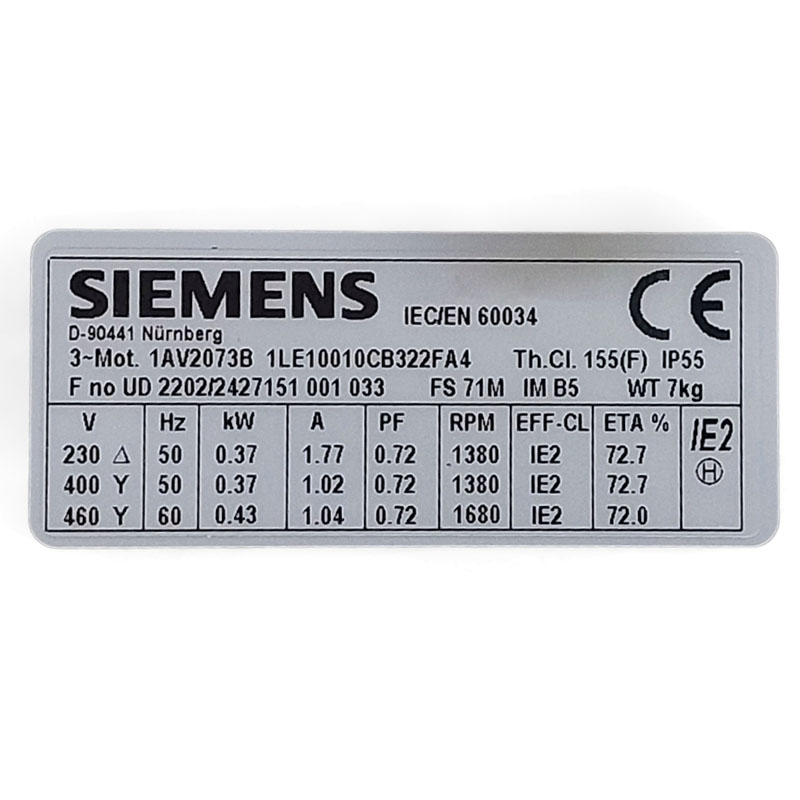 SIEMENS IEC/EN 60034 CE
D-90441 Nürnberg
3~Mot. 1AV2073B 1LE10010CB322FA4 Th.Cl. 155(F) IP55
F no UD 2202/2427151 001 033 FS 71M IM B5 WT 7kg
V Hz kW A PF RPM EFF-CL ETA % IE2
230 Δ 50 0.37 1.77 0.72 1380 IE2 72.7
400 Y 50 0.37 1.02 0.72 1380 IE2 72.7 H
460 Y 60 0.43 1.04 0.72 1680 IE2 72.0